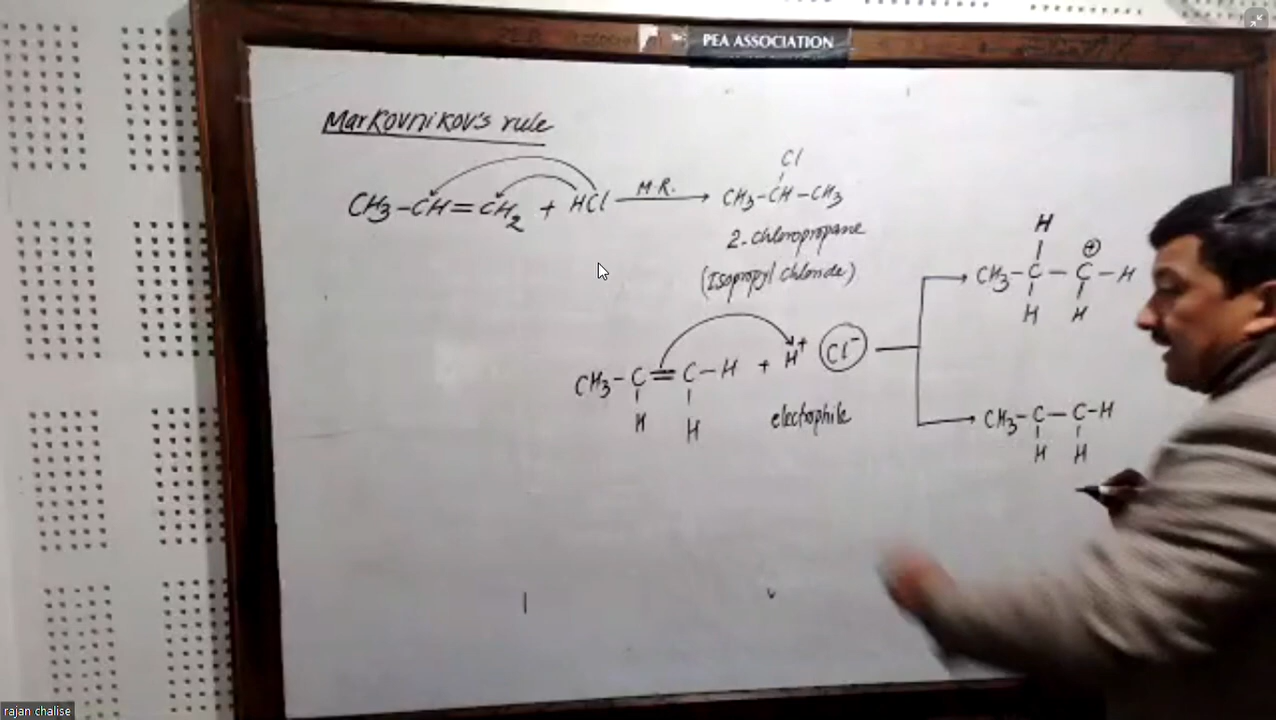 PEA ASSOCIATION
Markovnikov's rule
CH3-CH=CH2 + HCl M.R. → CH3-CH-CH3
Cl
2-chloropropane
(Isopropyl chloride)
H
CH3-C-C⊕-H
H H
CH3-C=C-H + H+ Cl-
H H
electrophile
CH3-C-C-H
H H
rajan chalise